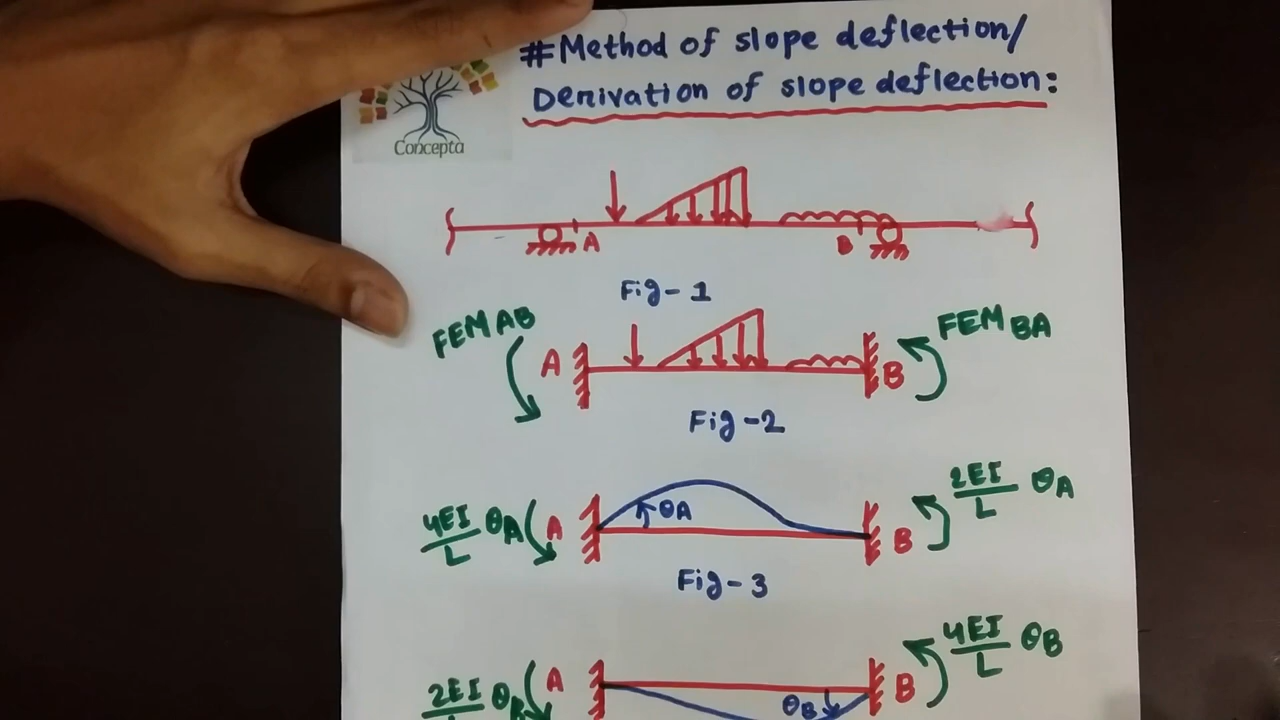 #Method of slope deflection/
Derivation of slope deflection:
Concepta
A
B
Fig-1
FEM AB
FEM BA
A
B
Fig-2
4EI/L θA
2EI/L θA
A
θA
B
Fig-3
4EI/L θB
2EI/L θB
A
θB
B